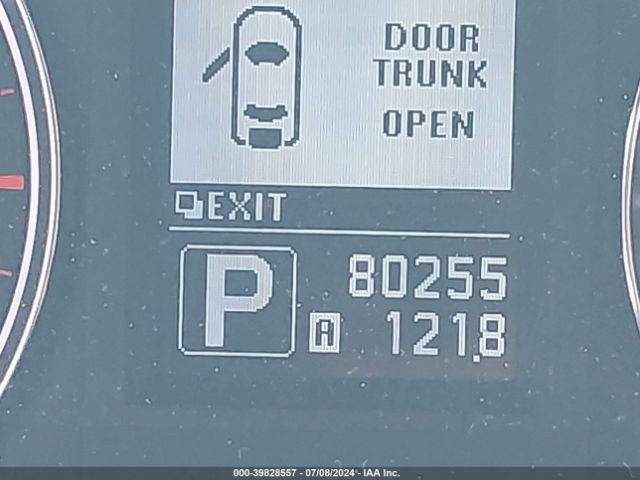 DOOR
TRUNK
OPEN
EXIT
P 80255
A 121.8
000-39828557 - 07/08/2024 - IAA Inc.